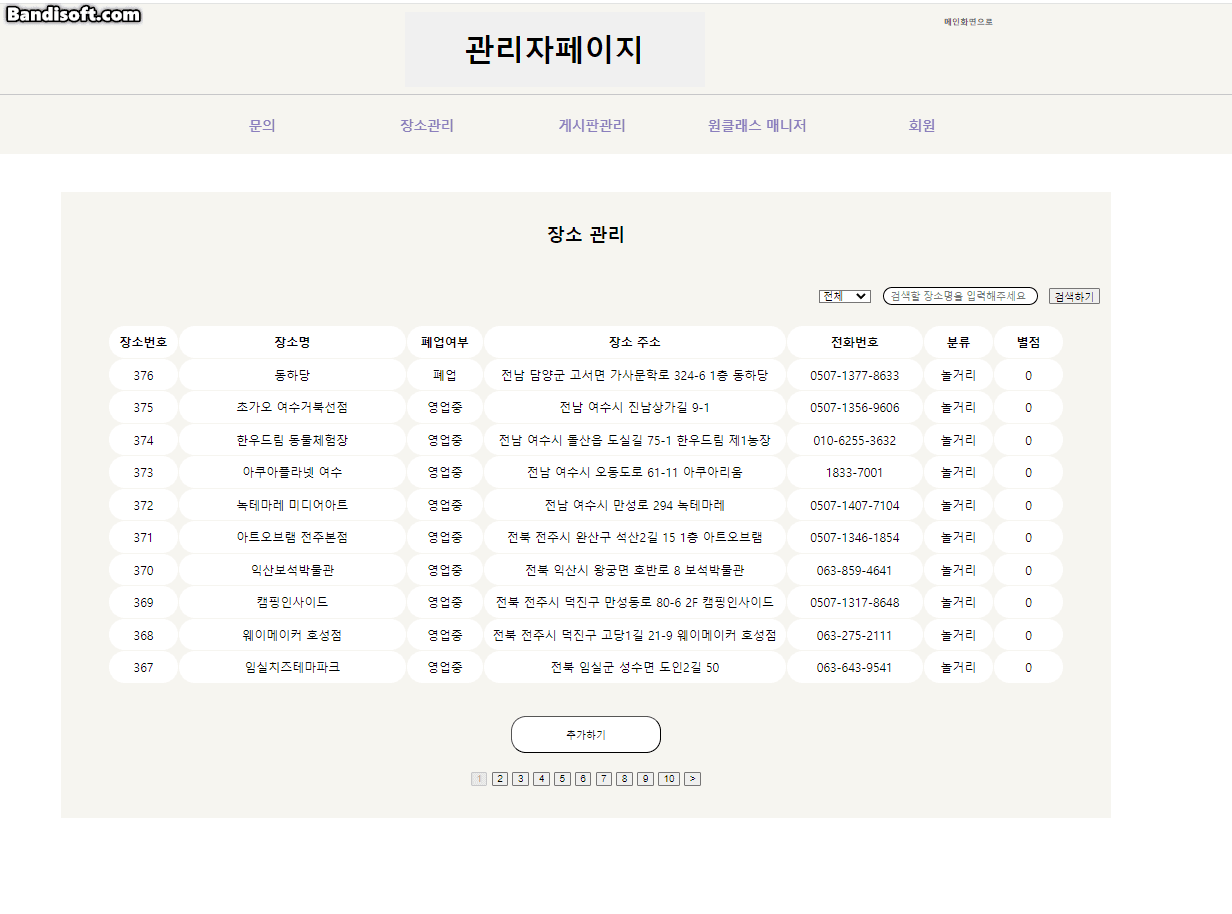 Bandisoft.com
메인화면으로
관리자페이지
문의 장소관리 게시판관리 원클래스 매니저 회원
장소 관리
전체 검색할 장소명을 입력해주세요 검색하기
장소번호 장소명 폐업여부 장소 주소 전화번호 분류 별점
376 동하당 폐업 전남 담양군 고서면 가사문학로 324-6 1층 동하당 0507-1377-8633 놀거리 0
375 초가오 여수거북선점 영업중 전남 여수시 진남상가길 9-1 0507-1356-9606 놀거리 0
374 한우드림 동물체험장 영업중 전남 여수시 돌산읍 도실길 75-1 한우드림 제1농장 010-6255-3632 놀거리 0
373 아쿠아플라넷 여수 영업중 전남 여수시 오동도로 61-11 아쿠아리움 1833-7001 놀거리 0
372 녹테마레 미디어아트 영업중 전남 여수시 만성로 294 녹테마레 0507-1407-7104 놀거리 0
371 아트오브램 전주본점 영업중 전북 전주시 완산구 석산2길 15 1층 아트오브램 0507-1346-1854 놀거리 0
370 익산보석박물관 영업중 전북 익산시 왕궁면 호반로 8 보석박물관 063-859-4641 놀거리 0
369 캠핑인사이드 영업중 전북 전주시 덕진구 만성동로 80-6 2F 캠핑인사이드 0507-1317-8648 놀거리 0
368 웨이메이커 호성점 영업중 전북 전주시 덕진구 고당1길 21-9 웨이메이커 호성점 063-275-2111 놀거리 0
367 임실치즈테마파크 영업중 전북 임실군 성수면 도인2길 50 063-643-9541 놀거리 0
추가하기
1 2 3 4 5 6 7 8 9 10 >